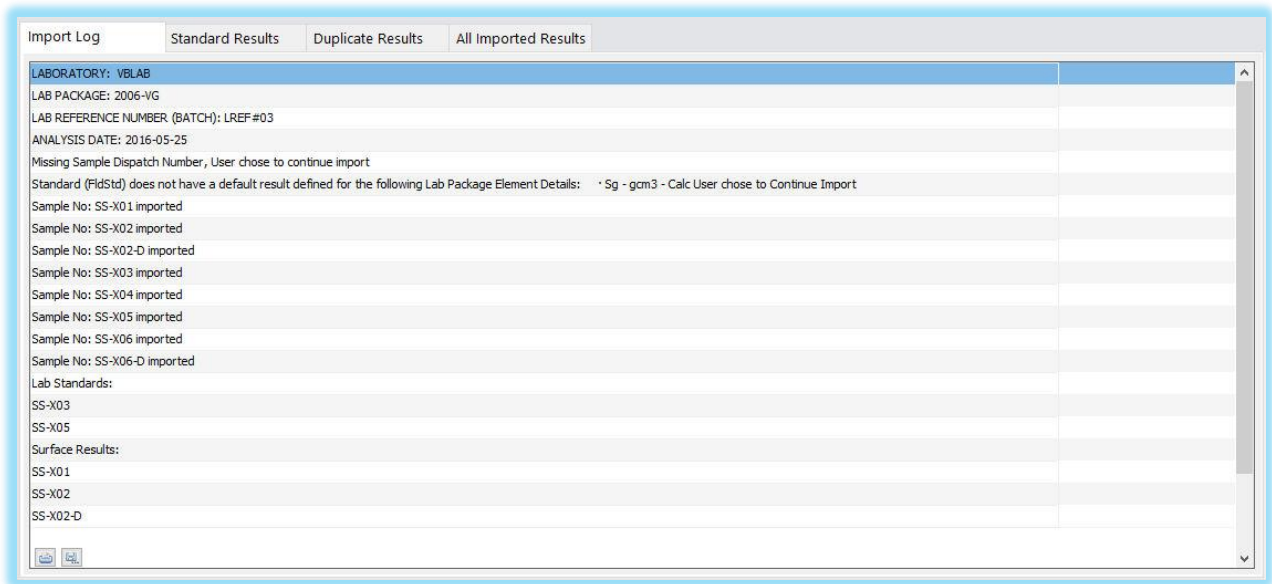 Import Log Standard Results Duplicate Results All Imported Results
LABORATORY: VBLAB
LAB PACKAGE: 2006-VG
LAB REFERENCE NUMBER (BATCH): LREF#03
ANALYSIS DATE: 2016-05-25
Missing Sample Dispatch Number, User chose to continue import
Standard (FldStd) does not have a default result defined for the following Lab Package Element Details: · Sg - gcm3 - Calc User chose to Continue Import
Sample No: SS-X01 imported
Sample No: SS-X02 imported
Sample No: SS-X02-D imported
Sample No: SS-X03 imported
Sample No: SS-X04 imported
Sample No: SS-X05 imported
Sample No: SS-X06 imported
Sample No: SS-X06-D imported
Lab Standards:
SS-X03
SS-X05
Surface Results:
SS-X01
SS-X02
SS-X02-D